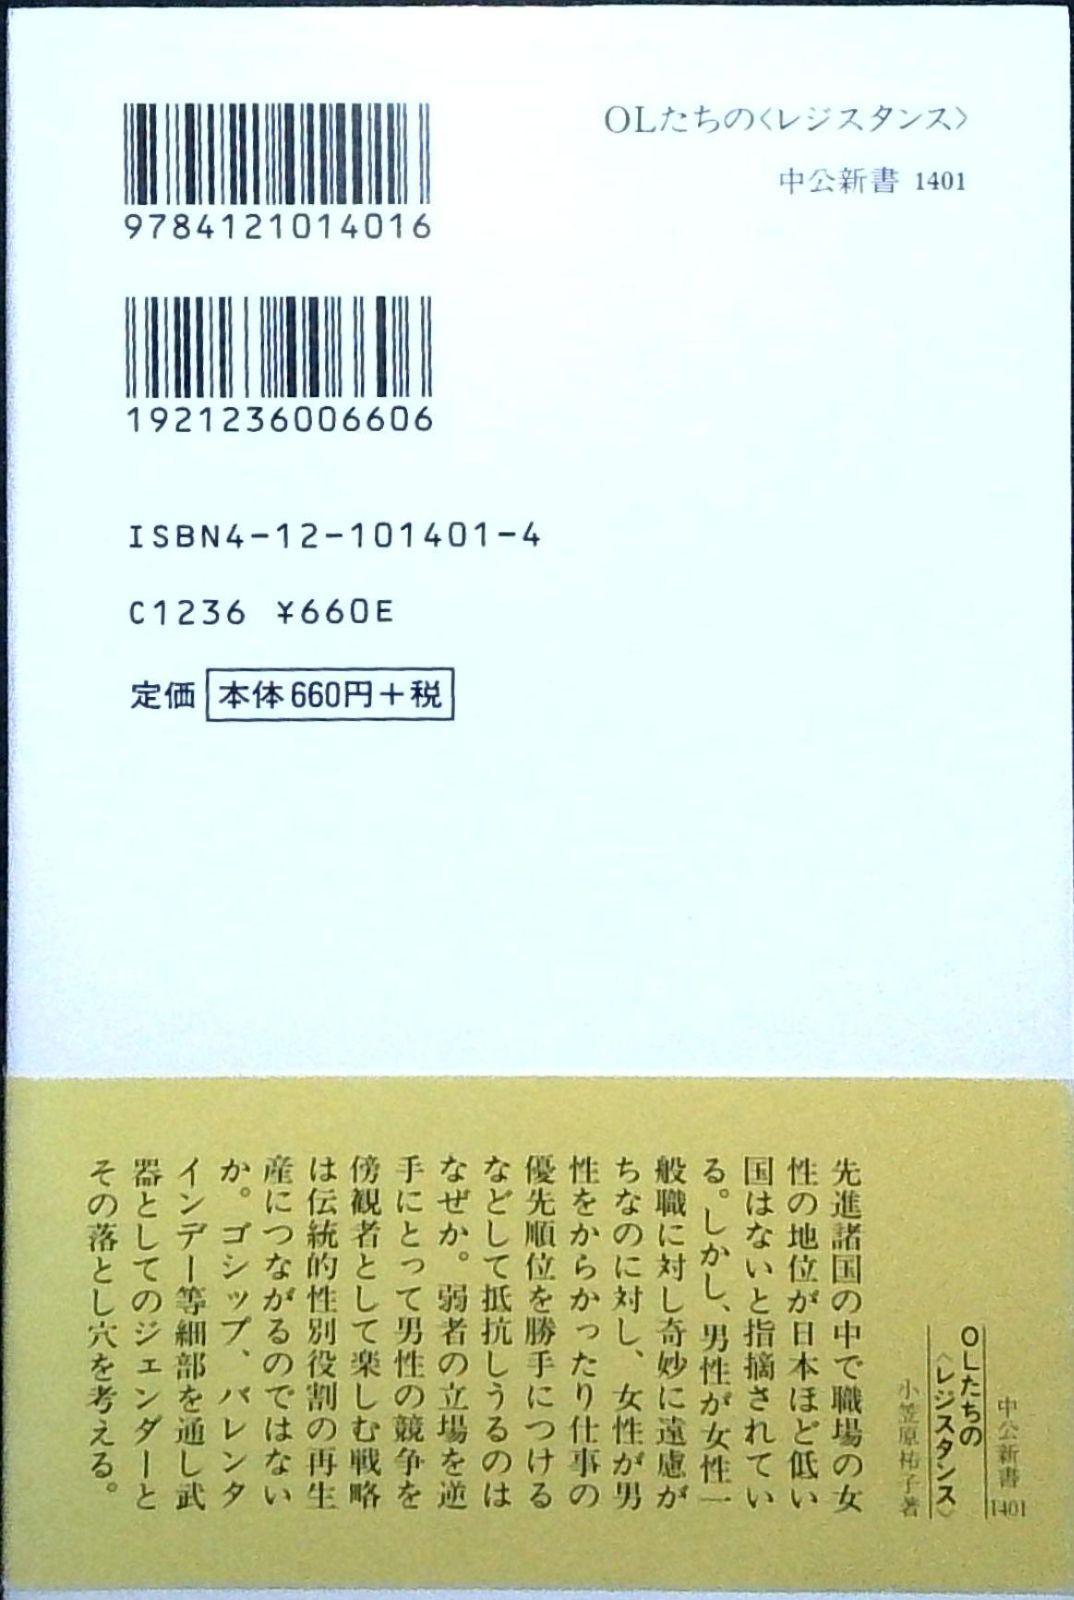 OLたちの〈レジスタンス〉
中公新書 1401
9784121014016
1921236006606
ISBN4-12-101401-4
C1236 ¥660E
定価 本体660円＋税
中公新書
1401
OLたちの
〈レジスタンス〉
小笠原祐子著
先進諸国の中で職場の女
性の地位が日本ほど低い
国はないと指摘されてい
る。しかし、男性が女性一
般職に対し奇妙に遠慮が
ちなのに対し、女性が男
性をからかったり仕事の
優先順位を勝手につける
などして抵抗しうるのは
なぜか。弱者の立場を逆
手にとって男性の競争を
傍観者として楽しむ戦略
は伝統的性別役割の再生
産につながるのではない
か。ゴシップ、バレンタ
インデー等細部を通し武
器としてのジェンダーと
その落とし穴を考える。